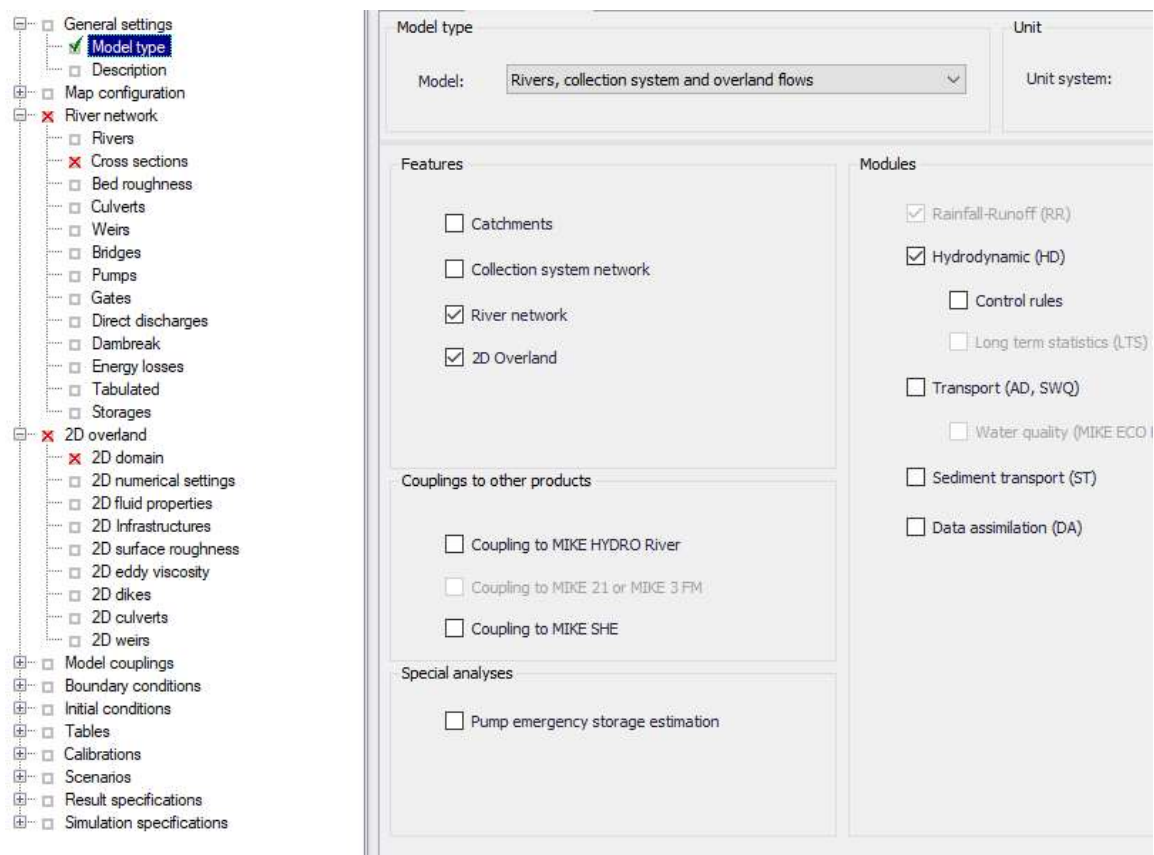 General settings
Model type
Description
Map configuration
River network
Rivers
Cross sections
Bed roughness
Culverts
Weirs
Bridges
Pumps
Gates
Direct discharges
Dambreak
Energy losses
Tabulated
Storages
2D overland
2D domain
2D numerical settings
2D fluid properties
2D Infrastructures
2D surface roughness
2D eddy viscosity
2D dikes
2D culverts
2D weirs
Model couplings
Boundary conditions
Initial conditions
Tables
Calibrations
Scenarios
Result specifications
Simulation specifications
Model type
Model: Rivers, collection system and overland flows
Unit
Unit system:
Features
Catchments
Collection system network
River network
2D Overland
Couplings to other products
Coupling to MIKE HYDRO River
Coupling to MIKE 21 or MIKE 3 FM
Coupling to MIKE SHE
Special analyses
Pump emergency storage estimation
Modules
Rainfall-Runoff (RR)
Hydrodynamic (HD)
Control rules
Long term statistics (LTS)
Transport (AD, SWQ)
Water quality (MIKE ECO
Sediment transport (ST)
Data assimilation (DA)